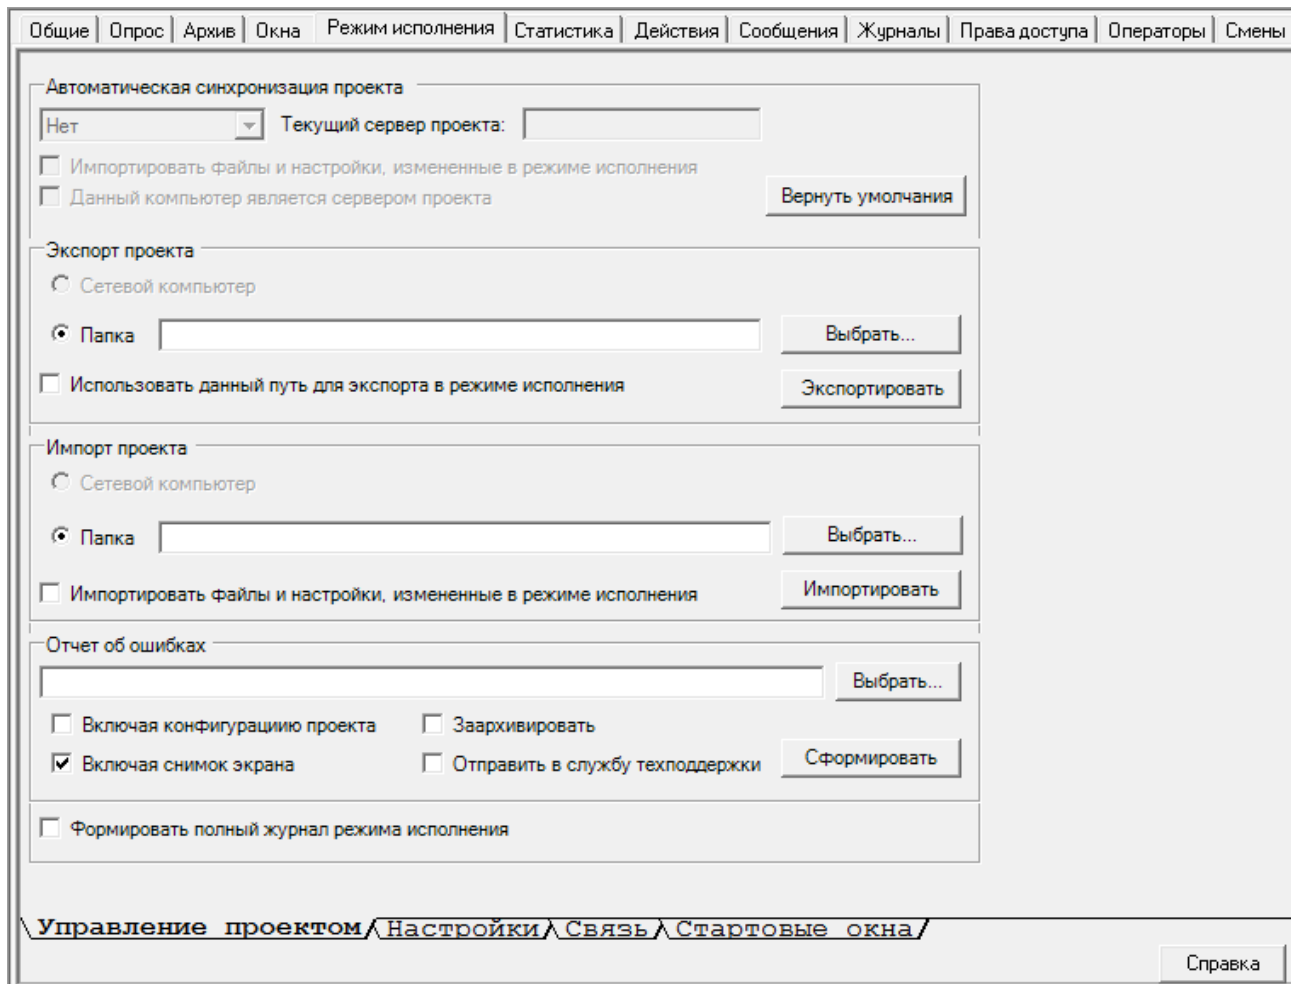 Общие Опрос Архив Окна Режим исполнения Статистика Действия Сообщения Журналы Права доступа Операторы Смены
Автоматическая синхронизация проекта
Нет Текущий сервер проекта:
Импортировать файлы и настройки, измененные в режиме исполнения
Данный компьютер является сервером проекта
Вернуть умолчания
Экспорт проекта
Сетевой компьютер
Папка Выбрать...
Использовать данный путь для экспорта в режиме исполнения Экспортировать
Импорт проекта
Сетевой компьютер
Папка Выбрать...
Импортировать файлы и настройки, измененные в режиме исполнения Импортировать
Отчет об ошибках
Выбрать...
Включая конфигурациию проекта Заархивировать
Включая снимок экрана Отправить в службу техподдержки Сформировать
Формировать полный журнал режима исполнения
Управление проектом Настройки Связь Стартовые окна
Справка